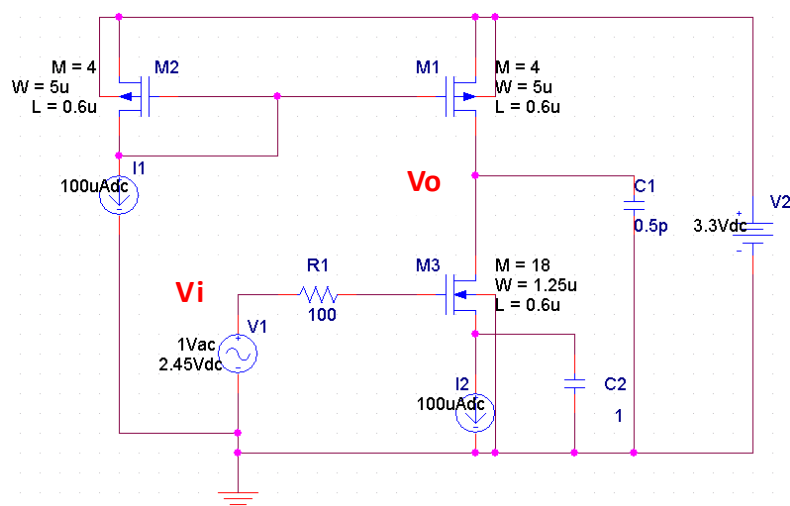 M = 4
M2
W = 5u
L = 0.6u
M1
M = 4
W = 5u
L = 0.6u
I1
100uAdc
-
Vo
C1
0.5p
V2
+
3.3Vdc
-
Vi
R1
100
M3
M = 18
W = 1.25u
L = 0.6u
V1
+
1Vac
2.45Vdc
-
I2
100uAdc
-
C2
1